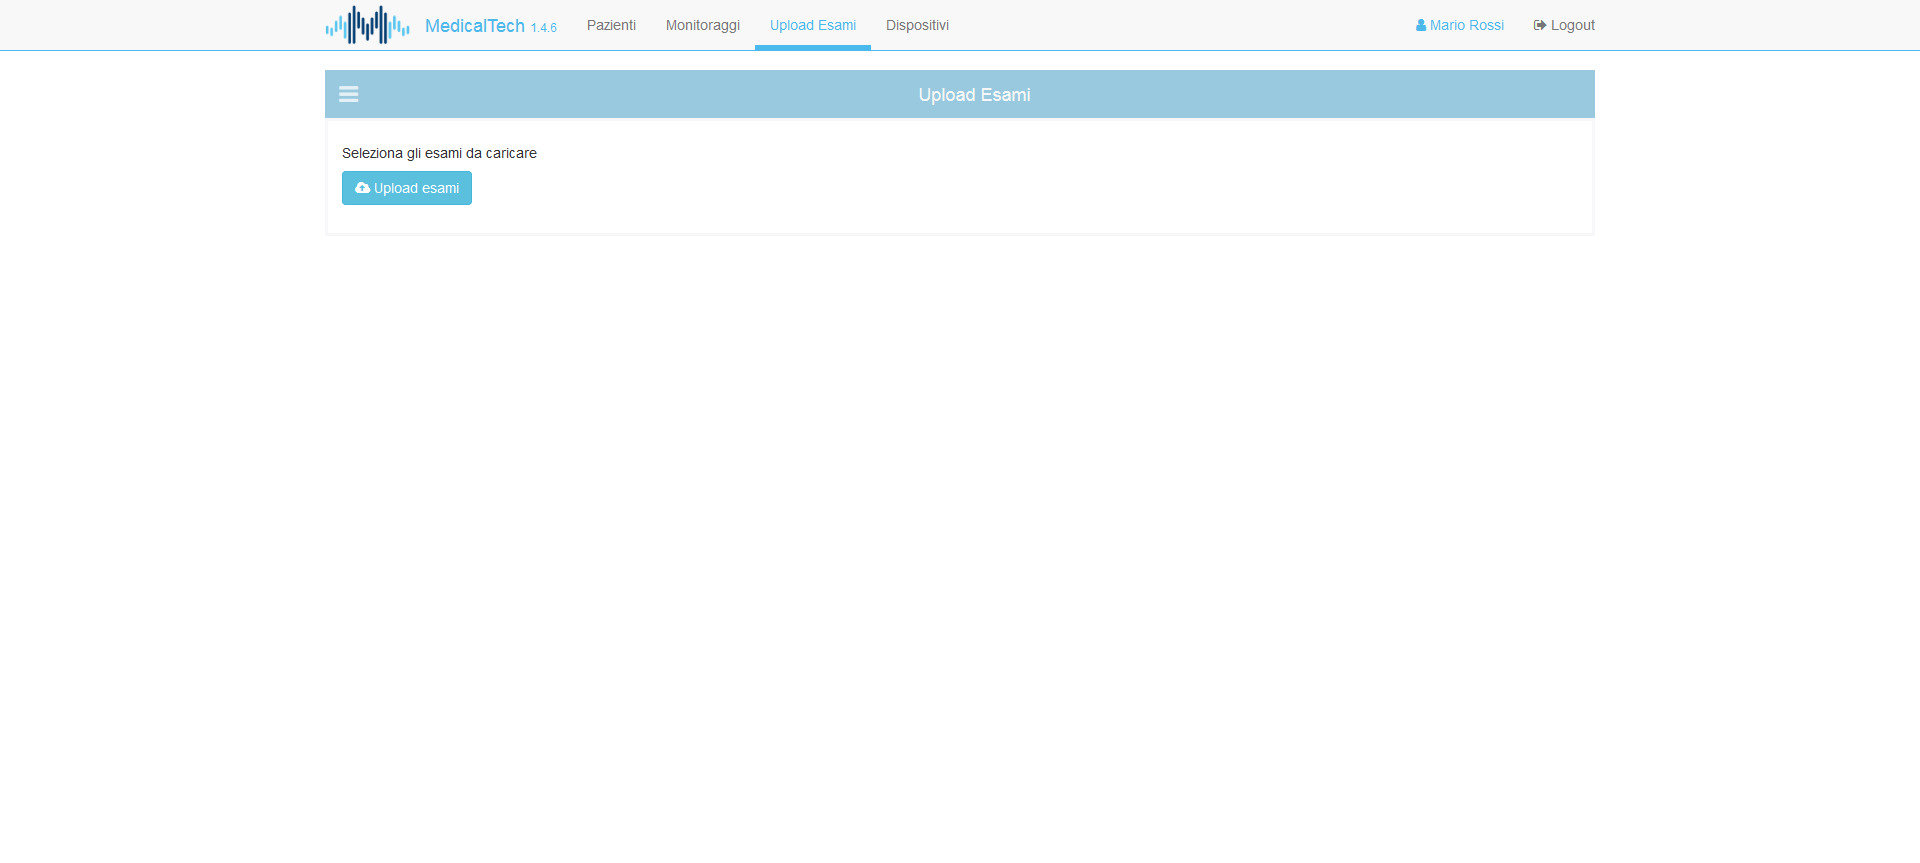 MedicalTech 1.4.6 Pazienti Monitoraggi Upload Esami Dispositivi Mario Rossi Logout
Upload Esami
Seleziona gli esami da caricare
Upload esami